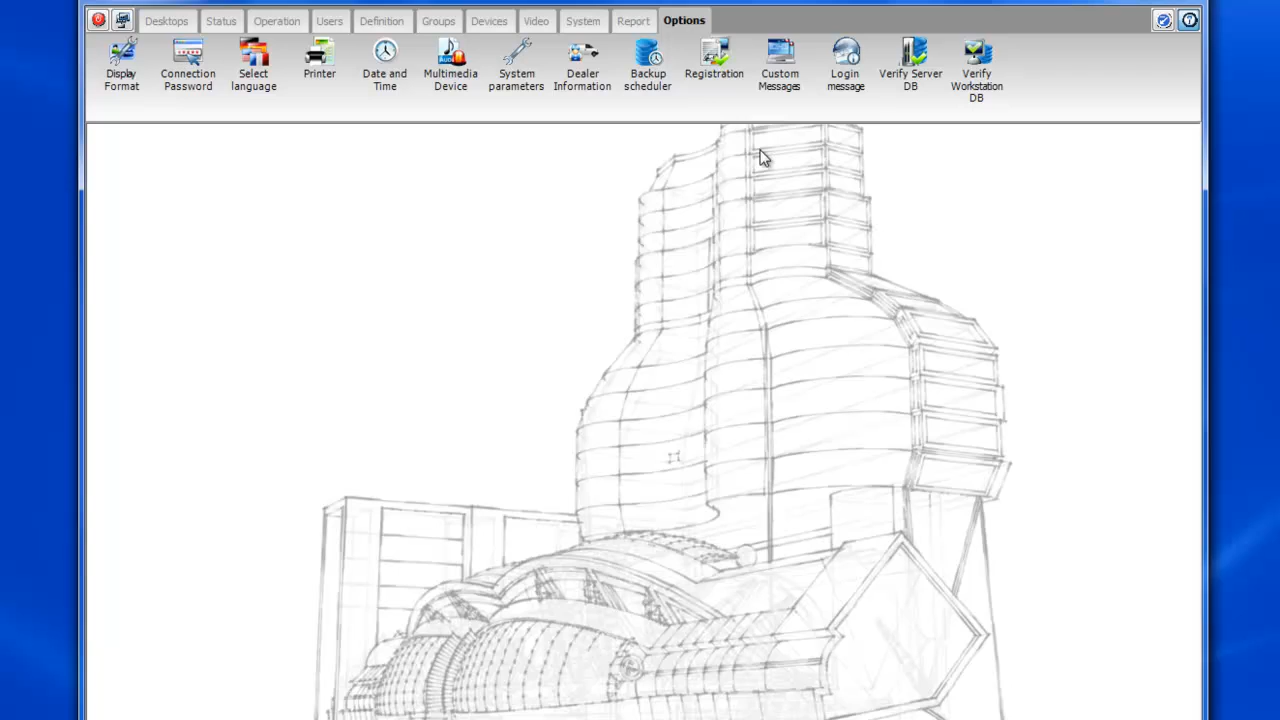 Desktops Status Operation Users Definition Groups Devices Video System Report Options
Display Connection Select Printer Date and Multimedia System Dealer Backup Registration Custom Login Verify Server Verify
Format Password language Time Device parameters Information scheduler Messages message DB Workstation
DB